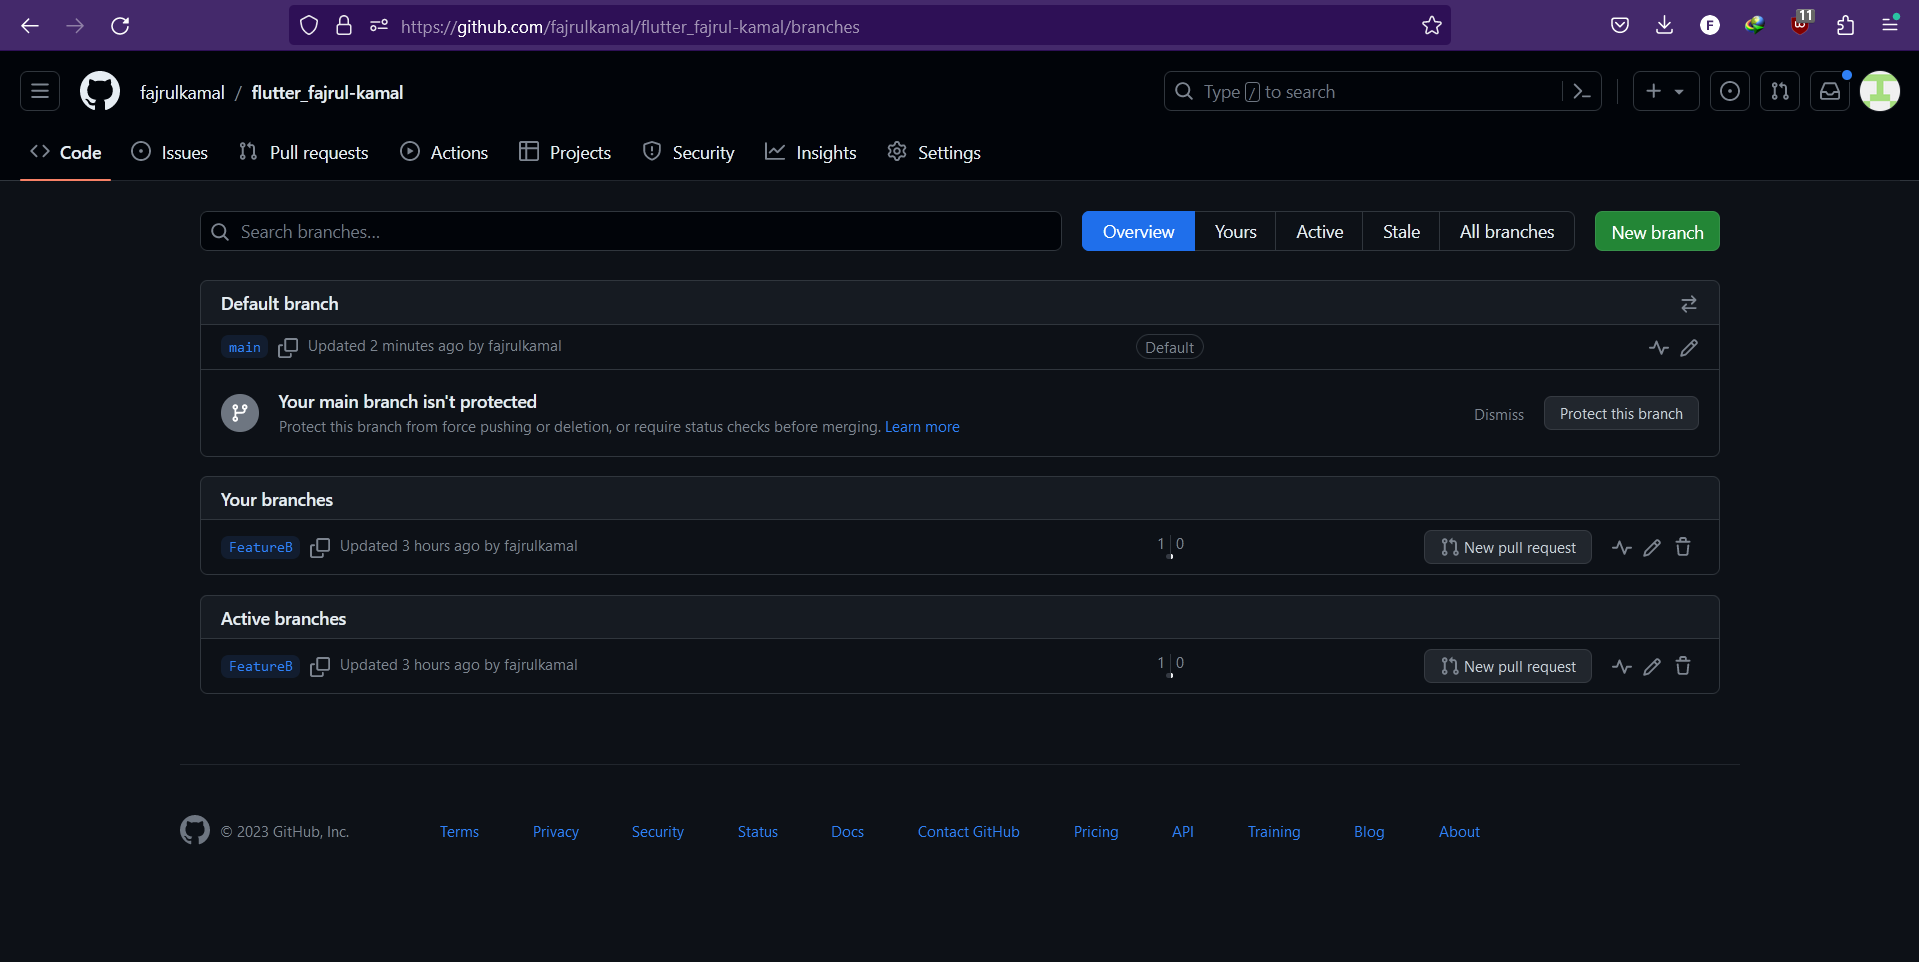 https://github.com/fajrulkamal/flutter_fajrul-kamal/branches
11
F
fajrulkamal / flutter_fajrul-kamal
Type / to search
Code Issues Pull requests Actions Projects Security Insights Settings
Search branches...
Overview Yours Active Stale All branches New branch
Default branch
main Updated 2 minutes ago by fajrulkamal Default
Your main branch isn't protected
Protect this branch from force pushing or deletion, or require status checks before merging. Learn more
Dismiss Protect this branch
Your branches
FeatureB Updated 3 hours ago by fajrulkamal 1 0 New pull request
Active branches
FeatureB Updated 3 hours ago by fajrulkamal 1 0 New pull request
© 2023 GitHub, Inc. Terms Privacy Security Status Docs Contact GitHub Pricing API Training Blog About